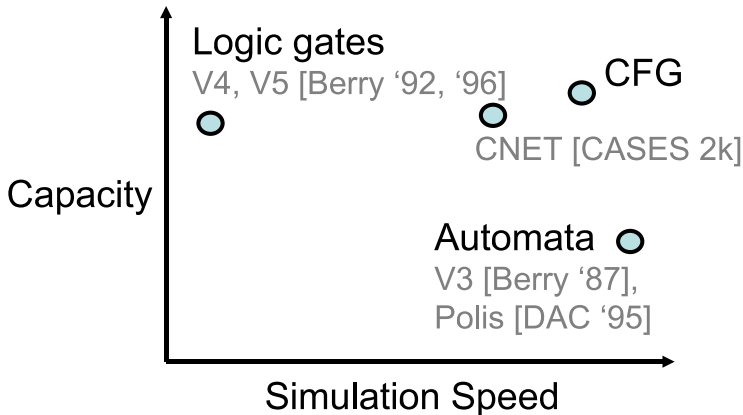 Logic gates
V4, V5 [Berry ‘92, ‘96]
CFG
CNET [CASES 2k]
Capacity
Automata
V3 [Berry ‘87],
Polis [DAC ‘95]
Simulation Speed